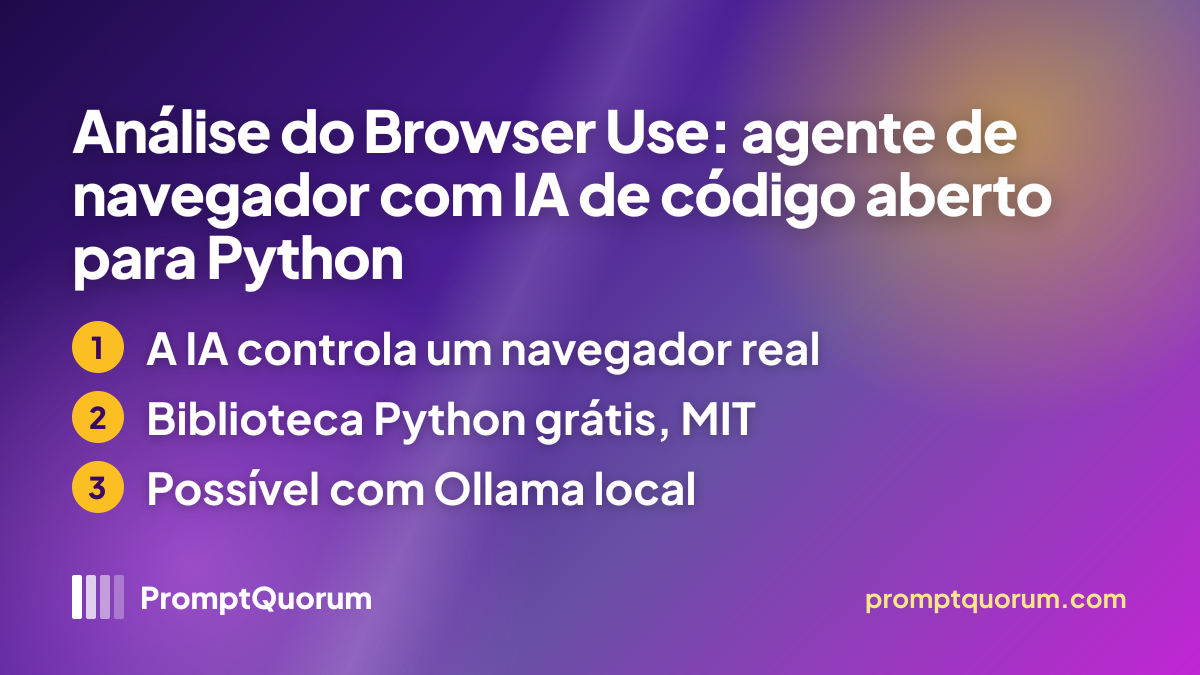 Análise do Browser Use: agente de
navegador com IA de código aberto
para Python
1 A IA controla um navegador real
2 Biblioteca Python grátis, MIT
3 Possível com Ollama local
PromptQuorum
promptquorum.com